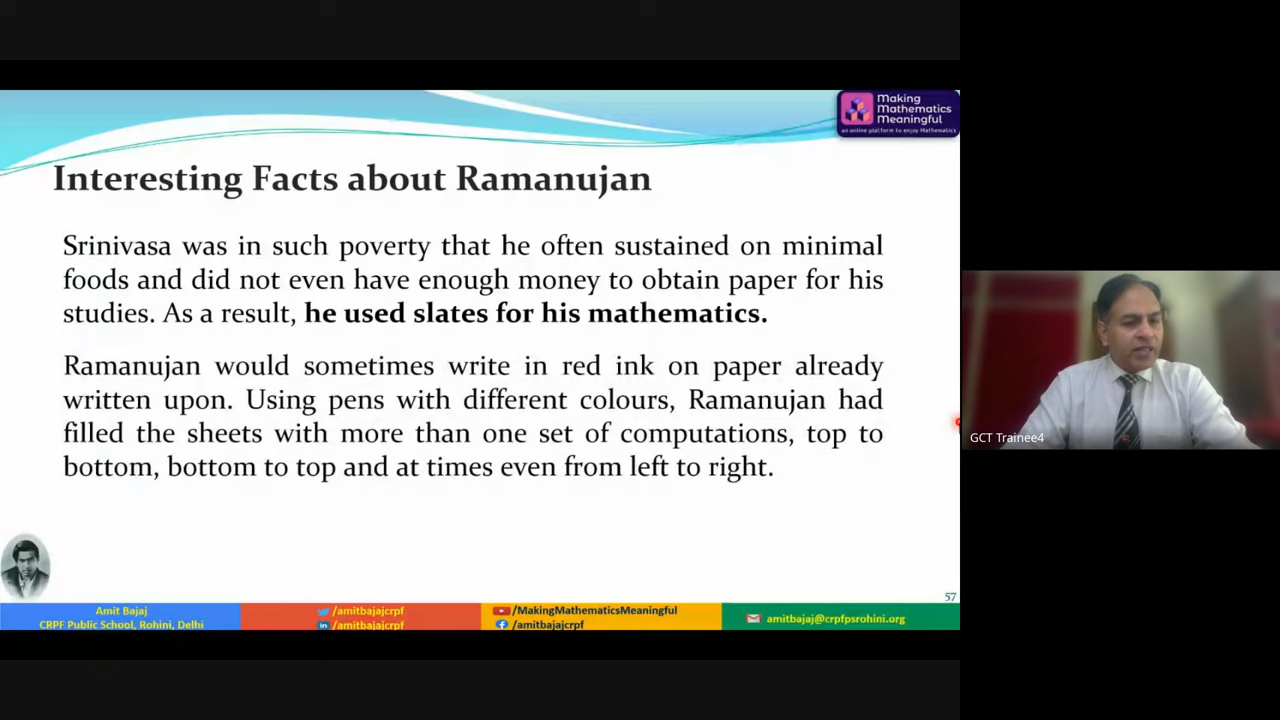 Making
Mathematics
Meaningful
an online platform to enjoy Mathematics
Interesting Facts about Ramanujan
Srinivasa was in such poverty that he often sustained on minimal
foods and did not even have enough money to obtain paper for his
studies. As a result, he used slates for his mathematics.
Ramanujan would sometimes write in red ink on paper already
written upon. Using pens with different colours, Ramanujan had
filled the sheets with more than one set of computations, top to
bottom, bottom to top and at times even from left to right.
GCT Trainee4
57
Amit Bajaj
CRPF Public School, Rohini, Delhi
/amitbajajcrpf
/amitbajajcrpf
/MakingMathematicsMeaningful
/amitbajajcrpf
amitbajaj@crpfpsrohini.org